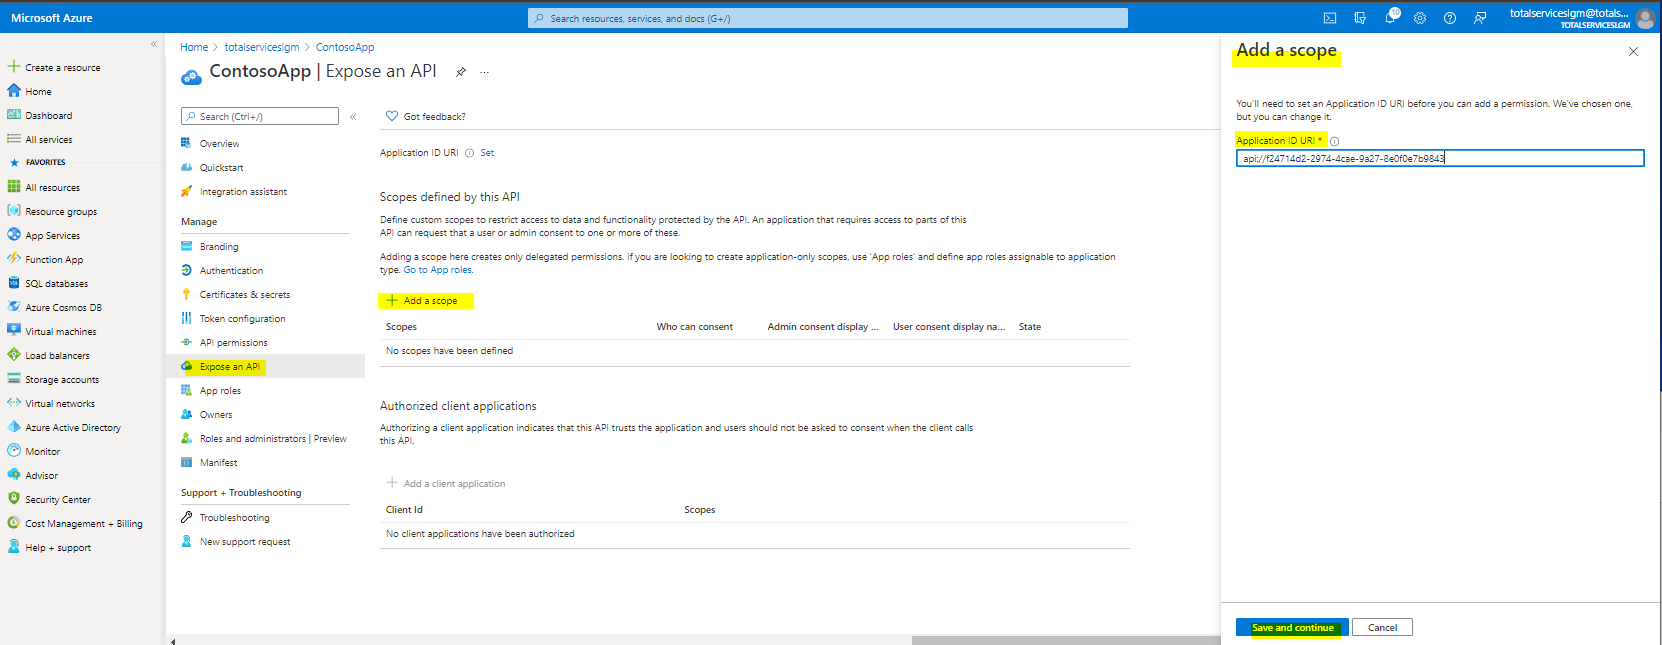 Microsoft Azure
Search resources, services, and docs (G+/)
10
totalserviceslgm@totals...
TOTALSERVICESLGM
«
Create a resource
Home
Dashboard
All services
FAVORITES
All resources
Resource groups
App Services
Function App
SQL databases
Azure Cosmos DB
Virtual machines
Load balancers
Storage accounts
Virtual networks
Azure Active Directory
Monitor
Advisor
Security Center
Cost Management + Billing
Help + support
Home > totalserviceslgm > ContosoApp
ContosoApp | Expose an API
...
Search (Ctrl+/)
«
Overview
Quickstart
Integration assistant
Manage
Branding
Authentication
Certificates & secrets
Token configuration
API permissions
Expose an API
App roles
Owners
Roles and administrators | Preview
Manifest
Support + Troubleshooting
Troubleshooting
New support request
Got feedback?
Application ID URI Set
Scopes defined by this API
Define custom scopes to restrict access to data and functionality protected by the API. An application that requires access to parts of this
API can request that a user or admin consent to one or more of these.
Adding a scope here creates only delegated permissions. If you are looking to create application-only scopes, use 'App roles' and define app roles assignable to application
type. Go to App roles.
Add a scope
Scopes Who can consent Admin consent display ... User consent display na... State
No scopes have been defined
Authorized client applications
Authorizing a client application indicates that this API trusts the application and users should not be asked to consent when the client calls
this API.
Add a client application
Client Id Scopes
No client applications have been authorized
Add a scope
You'll need to set an Application ID URI before you can add a permission. We've chosen one,
but you can change it.
Application ID URI *
api://f24714d2-2974-4cae-9a27-8e0f0e7b9843
Save and continue Cancel